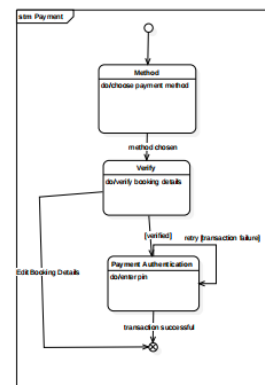 stm Payment
Method
do/choose payment method
method chosen
Verify
do/verify booking details
[verified]
retry [transaction failure]
Payment Authentication
do/enter pin
Edit Booking Details
transaction successful